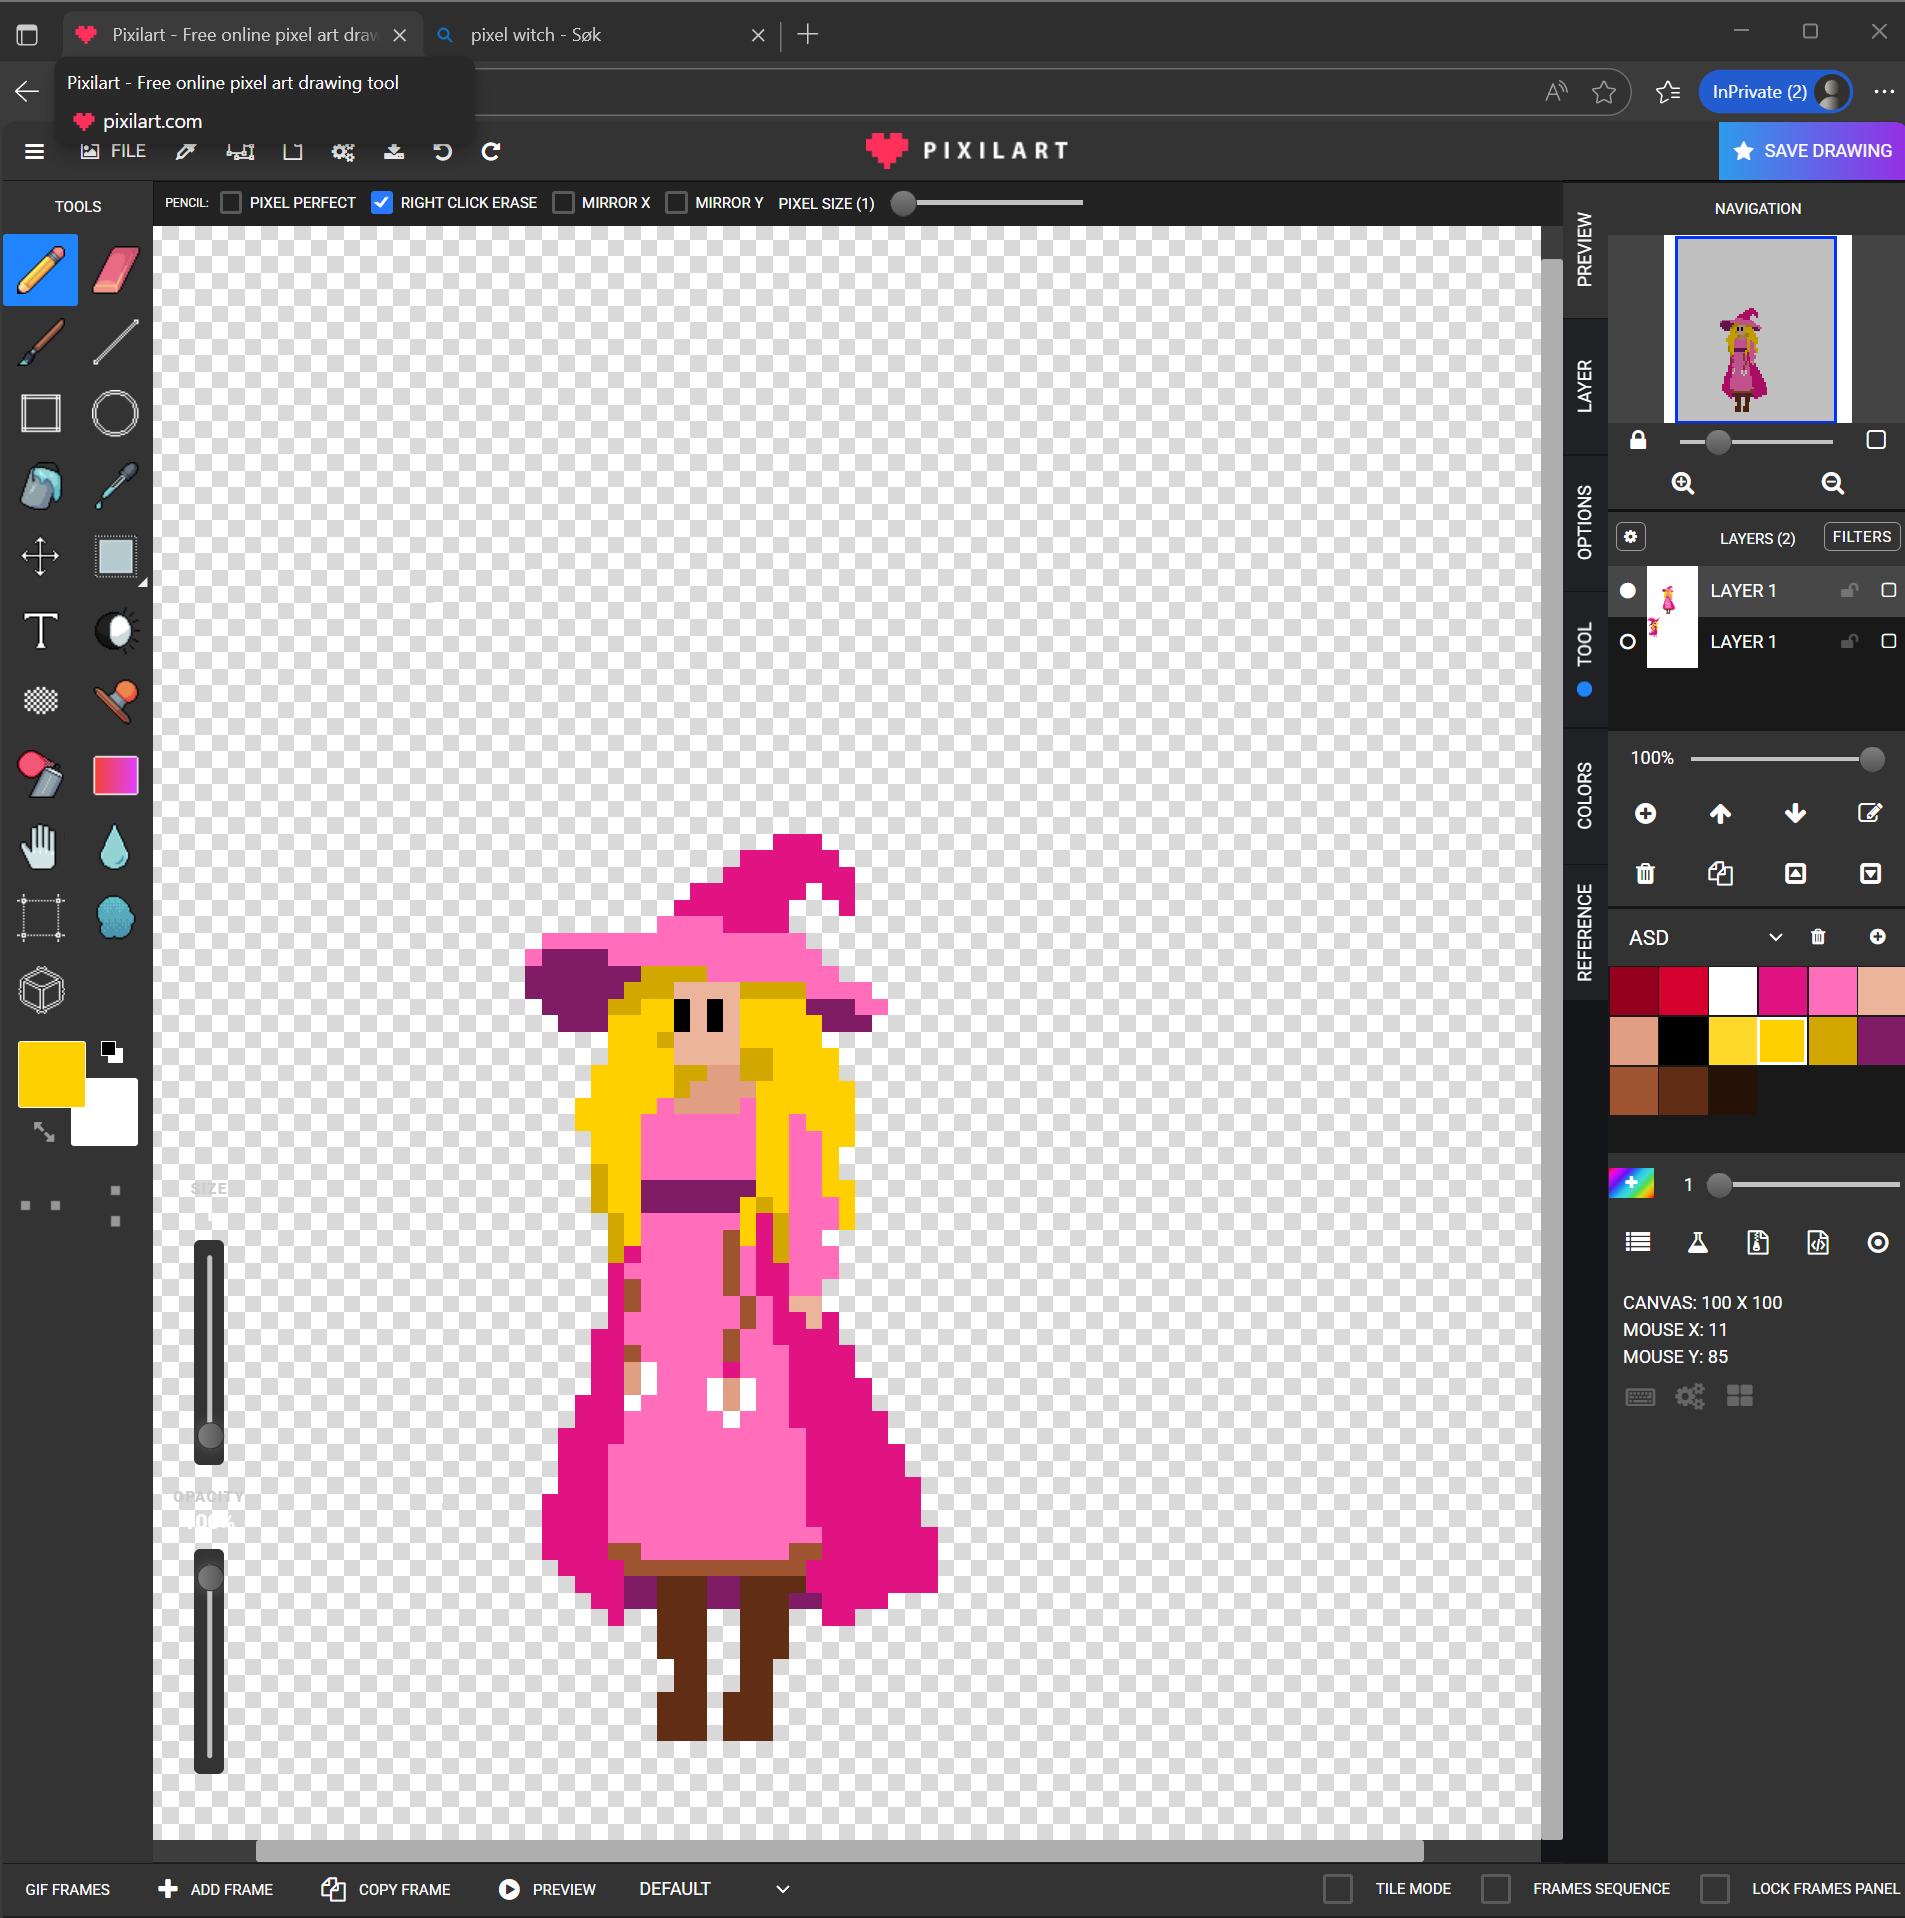 Pixilart - Free online pixel art draw
pixel witch - Søk
Pixilart - Free online pixel art drawing tool
pixilart.com
InPrivate (2)
FILE
PIXILART
SAVE DRAWING
TOOLS
PENCIL:
PIXEL PERFECT
RIGHT CLICK ERASE
MIRROR X
MIRROR Y
PIXEL SIZE (1)
SIZE
OPACITY
100%
PREVIEW
LAYER
OPTIONS
TOOL
COLORS
REFERENCE
NAVIGATION
LAYERS (2)
FILTERS
LAYER 1
LAYER 1
100%
ASD
1
CANVAS: 100 X 100
MOUSE X: 11
MOUSE Y: 85
GIF FRAMES
ADD FRAME
COPY FRAME
PREVIEW
DEFAULT
TILE MODE
FRAMES SEQUENCE
LOCK FRAMES PANEL